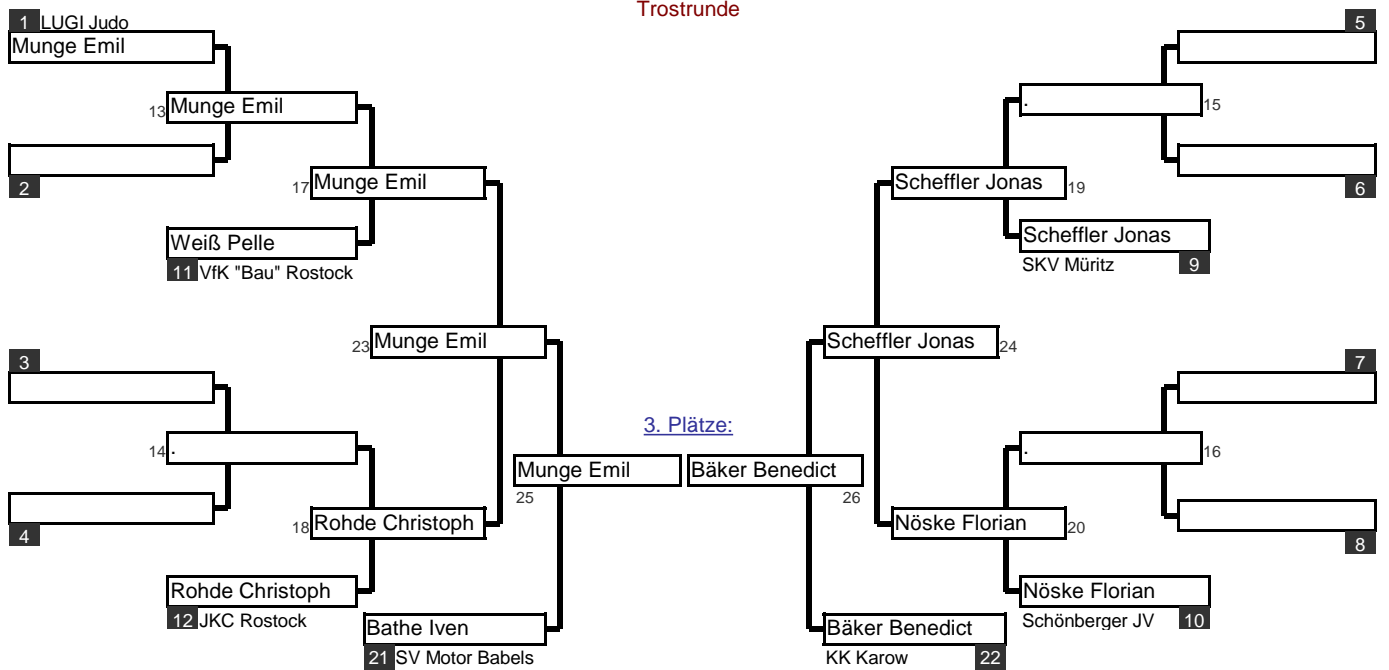 Trostrunde
1 LUGI Judo
5
Munge Emil
13 Munge Emil
. 15
2
6
17 Munge Emil
Scheffler Jonas 19
Weiß Pelle
Scheffler Jonas
11 VfK "Bau" Rostock
SKV Müritz 9
23 Munge Emil
Scheffler Jonas 24
3
7
3. Plätze:
14 .
. 16
Munge Emil
Bäker Benedict
25
26
4
8
18 Rohde Christoph
Nöske Florian 20
Rohde Christoph
Nöske Florian
12 JKC Rostock
Schönberger JV 10
Bathe Iven
Bäker Benedict
21 SV Motor Babels
KK Karow 22